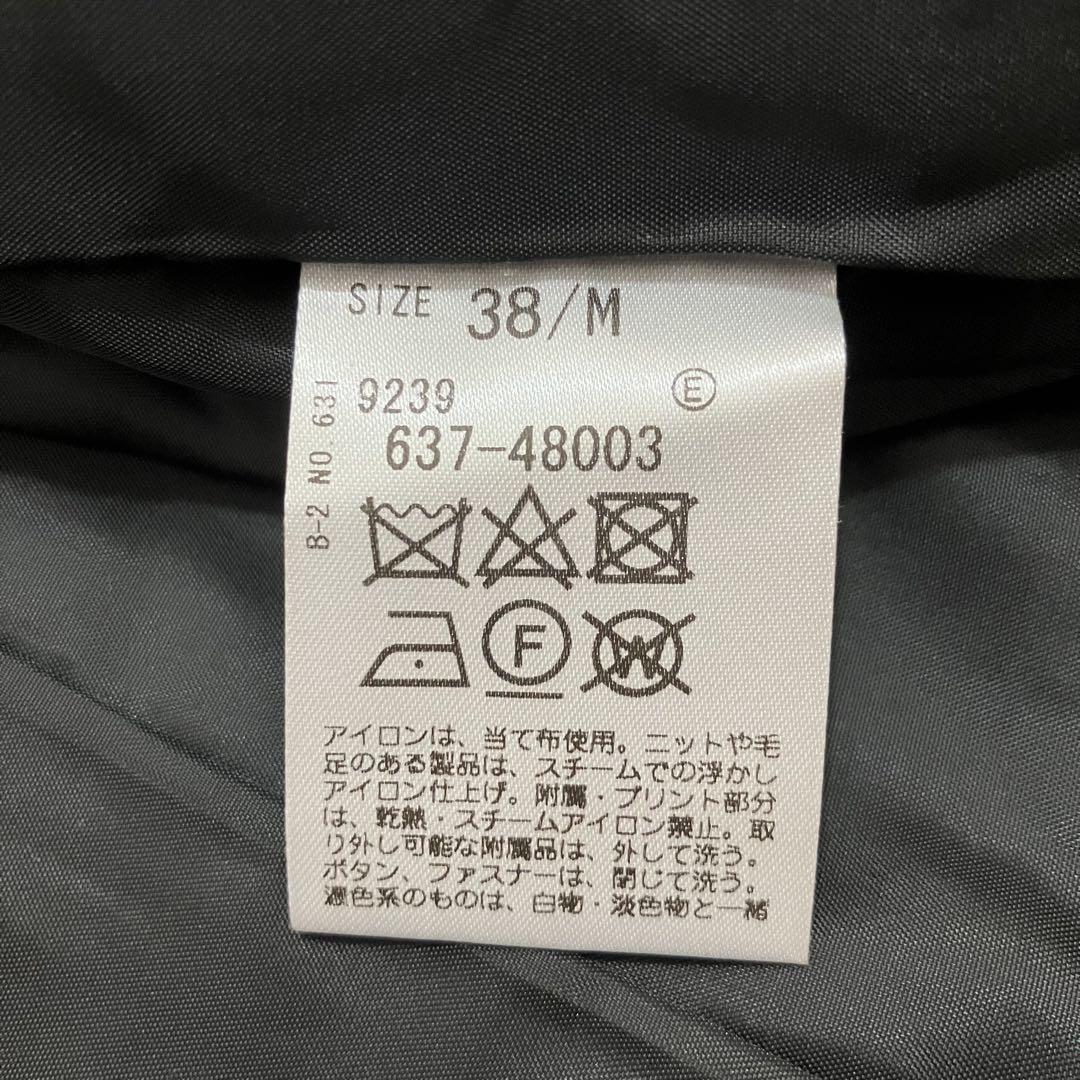 SIZE 38/M
B-2 NO.631
9239 E
637-48003
F
W
アイロンは、当て布使用。ニットや毛
足のある製品は、スチームでの浮かし
アイロン仕上げ。附属・プリント部分
は、乾熱・スチームアイロン禁止。取
り外し可能な附属品は、外して洗う。
ボタン、ファスナーは、閉じて洗う。
濃色系のものは、白物・淡色物と一緒